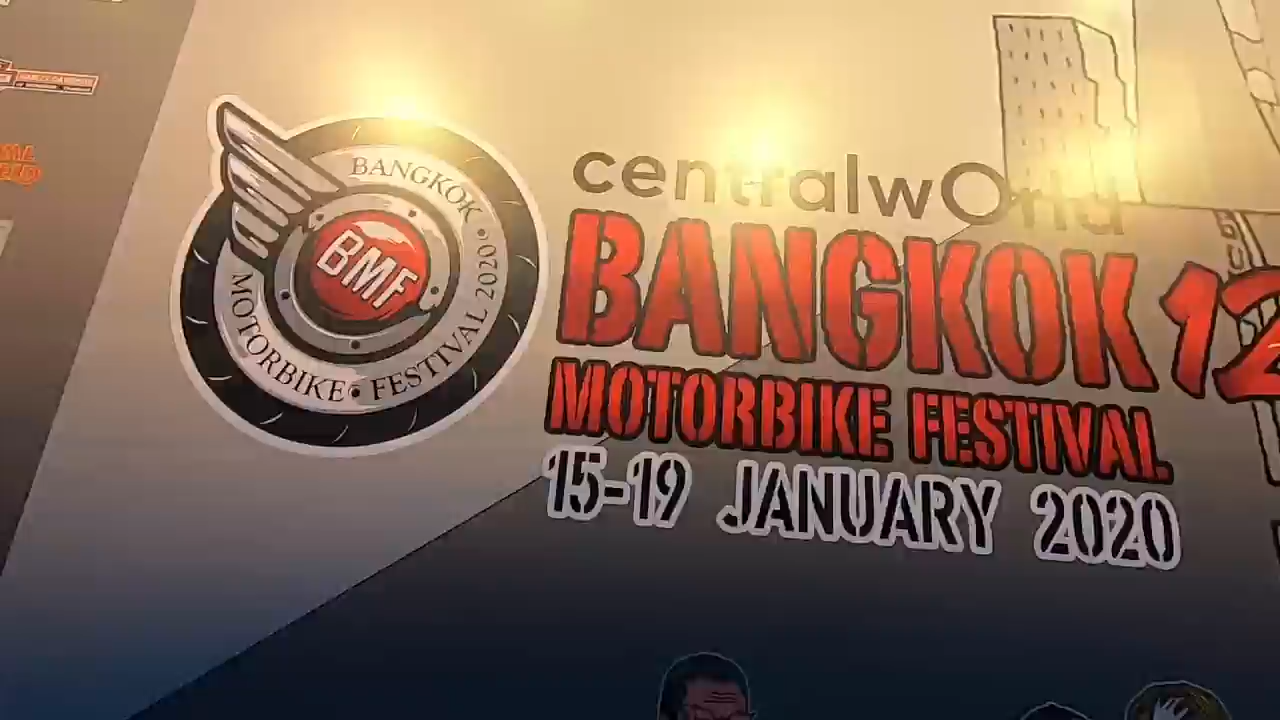 BANGKOK •
BMF
MOTORBIKE • FESTIVAL 2020
centralwOrld
BANGKOK 12
MOTORBIKE FESTIVAL
15-19 JANUARY 2020